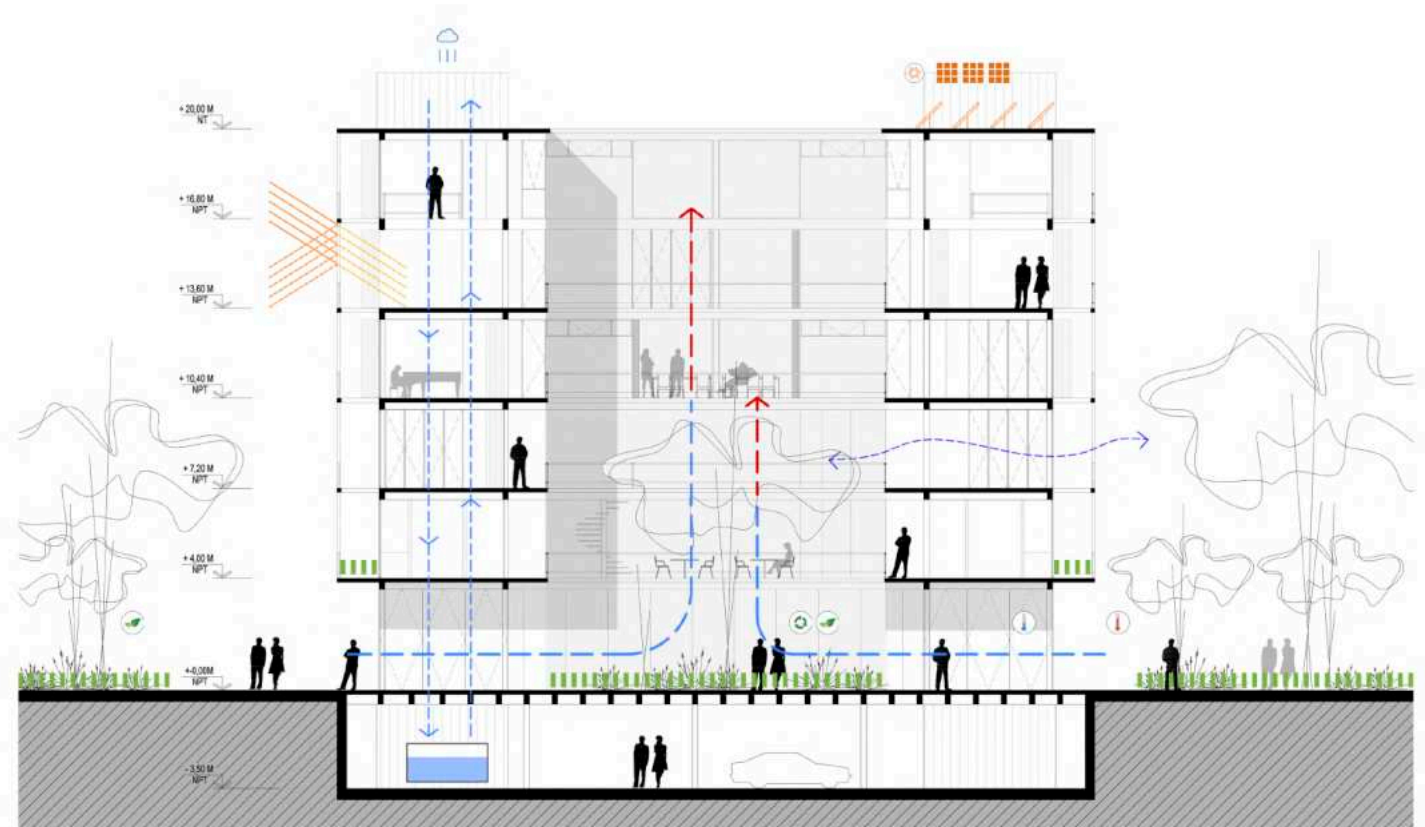 + 20,00 M
NT
+ 16,80 M
NPT
+ 13,60 M
NPT
+ 10,40 M
NPT
+ 7,20 M
NPT
+ 4,00 M
NPT
+-0,00M
NPT
- 3,50 M
NPT